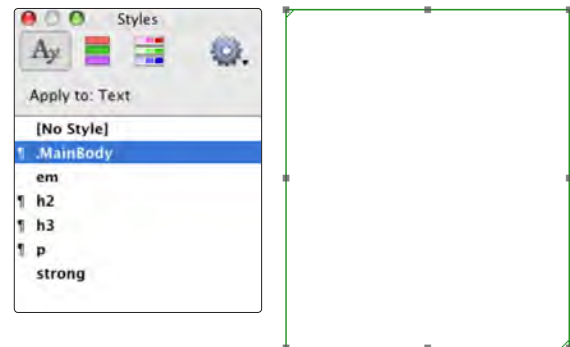 Styles
Ay
Apply to: Text
[No Style]
¶ .MainBody
em
¶ h2
¶ h3
¶ p
strong